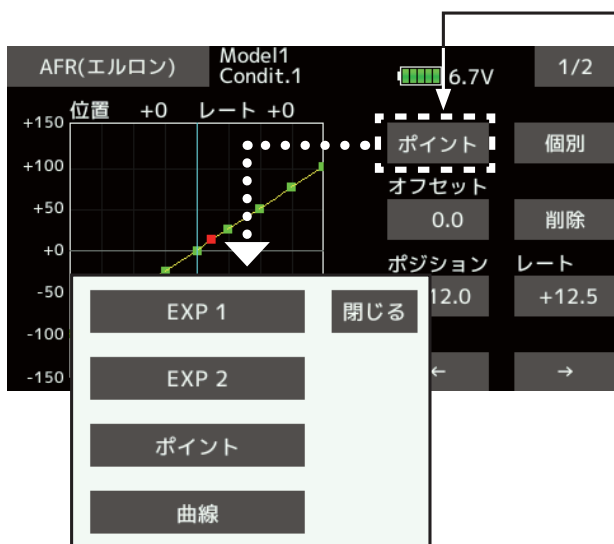 AFR(エルロン)
Model1
Condit.1
6.7V
1/2
位置 +0 レート +0
+150
+100
+50
+0
-50
-100
-150
ポイント
個別
オフセット
0.0
削除
ポジション
レート
12.0
+12.5
←
→
EXP 1
閉じる
EXP 2
ポイント
曲線